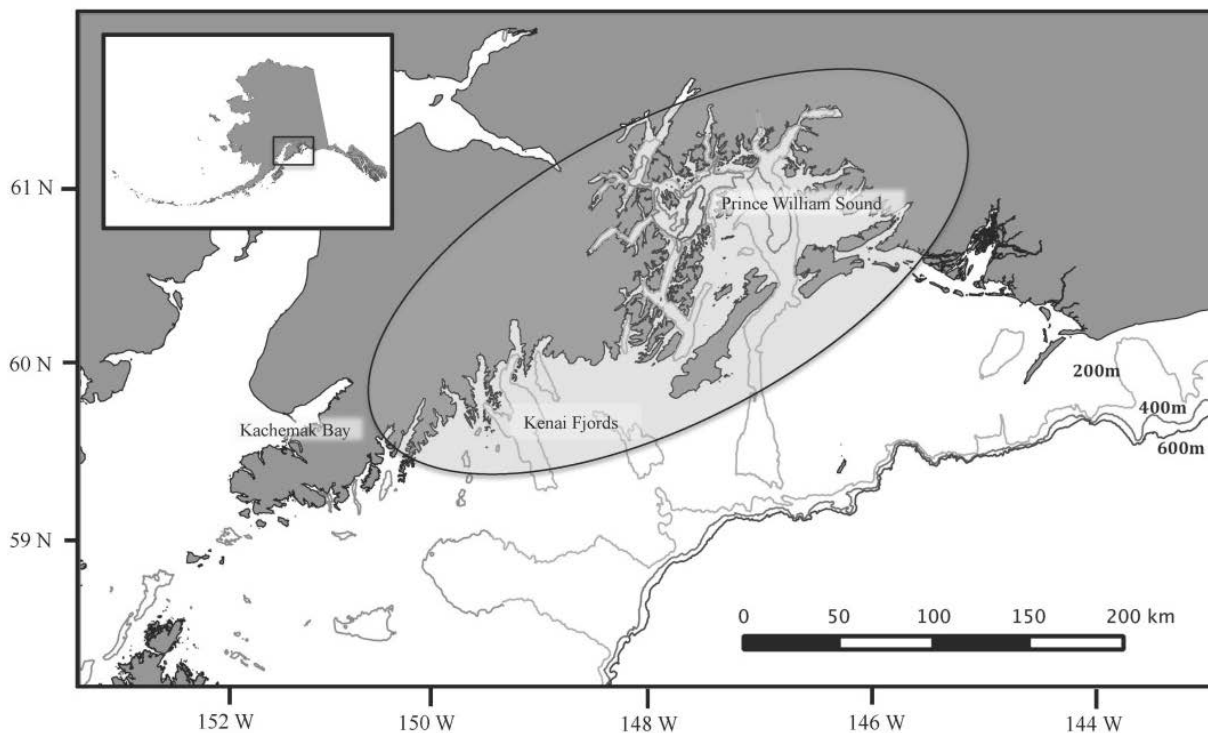 61 N
60 N
59 N
Prince William Sound
Kachemak Bay
Kenai Fjords
200m
400m
600m
0 50 100 150 200 km
152 W 150 W 148 W 146 W 144 W